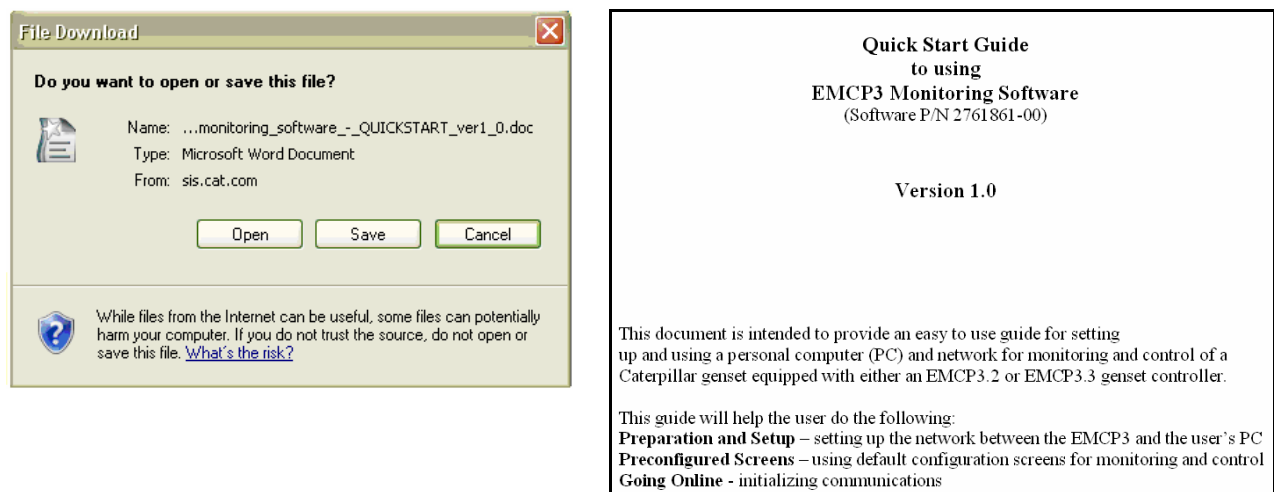 File Download
Do you want to open or save this file?
Name: ...monitoring_software_-_QUICKSTART_ver1_0.doc
Type: Microsoft Word Document
From: sis.cat.com
Open Save Cancel
While files from the Internet can be useful, some files can potentially
harm your computer. If you do not trust the source, do not open or
save this file. What's the risk?
Quick Start Guide
to using
EMCP3 Monitoring Software
(Software P/N 2761861-00)
Version 1.0
This document is intended to provide an easy to use guide for setting
up and using a personal computer (PC) and network for monitoring and control of a
Caterpillar genset equipped with either an EMCP3.2 or EMCP3.3 genset controller.
This guide will help the user do the following:
Preparation and Setup – setting up the network between the EMCP3 and the user's PC
Preconfigured Screens – using default configuration screens for monitoring and control
Going Online - initializing communications